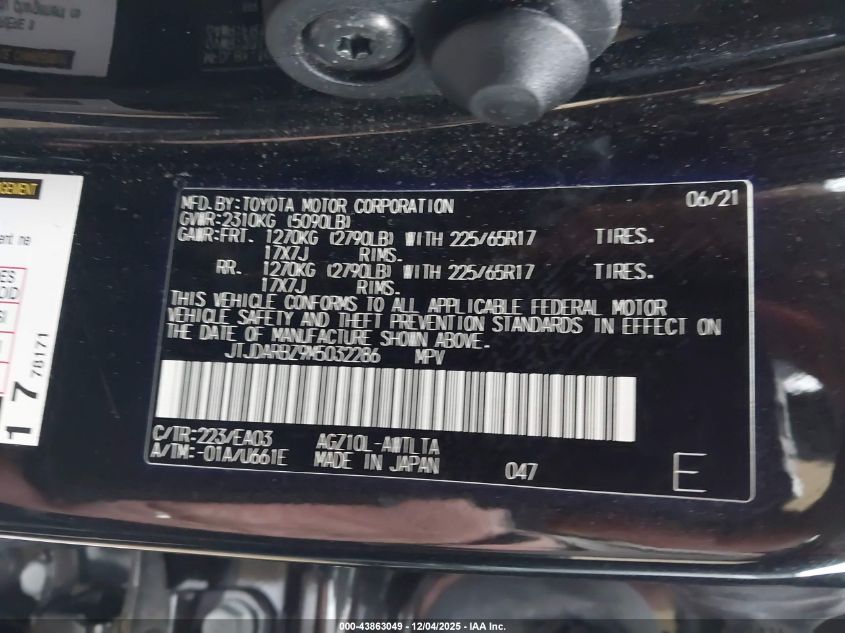 MFD.BY:TOYOTA MOTOR CORPORATION 06/21
GVWR:2310KG (5090LB)
GAWR:FRT. 1270KG (2790LB) WITH 225/65R17 TIRES.
17X7J RIMS.
RR. 1270KG (2790LB) WITH 225/65R17 TIRES.
17X7J RIMS.
THIS VEHICLE CONFORMS TO ALL APPLICABLE FEDERAL MOTOR
VEHICLE SAFETY AND THEFT PREVENTION STANDARDS IN EFFECT ON
THE DATE OF MANUFACTURE SHOWN ABOVE.
JTJDARBZ9M5032286 MPV
C/TR:223/EA03 AGZ10L-AWTLTA
A/TM:-01A/U661E MADE IN JAPAN 047 E
17 78171
000-43863049 - 12/04/2025 - IAA Inc.